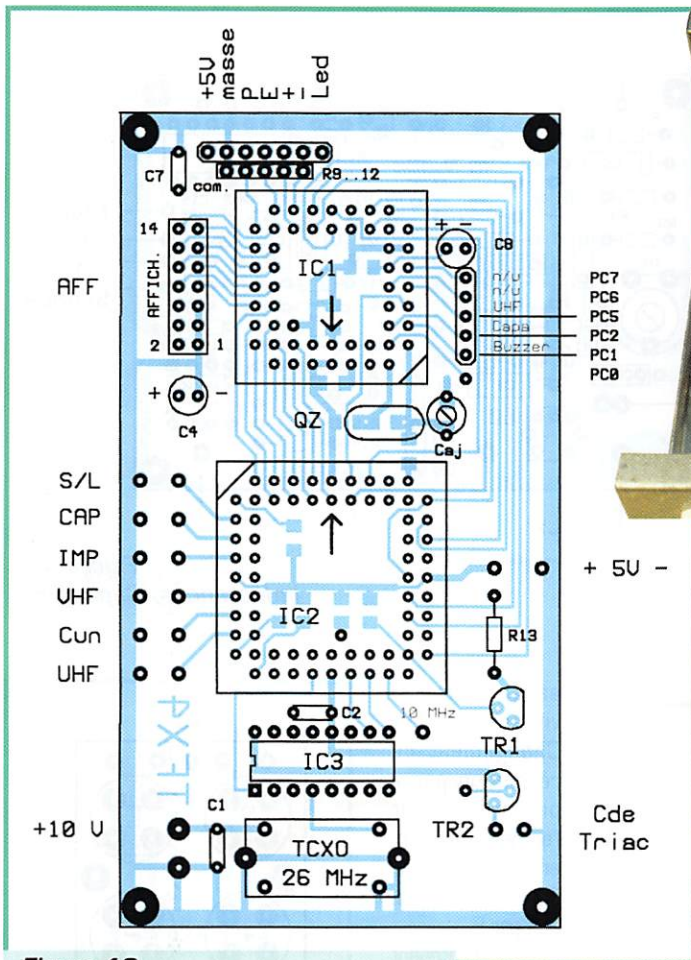 +5V
masse
P
E
+
-
Led
C7
com.
R9..12
14
AFFICH.
2
1
AFF
IC1
+ -
C8
n/u
n/u
UHF
Capa
Buzzer
PC7
PC6
PC5
PC2
PC1
PC0
+ -
C4
QZ
Caj
S/L
CAP
IMP
VHF
Cun
UHF
IC2
+ 5V -
R13
TFX4
C2
10 MHz
TR1
IC3
C1
+10 V
TR2
Cde
Triac
TCXO
26 MHz